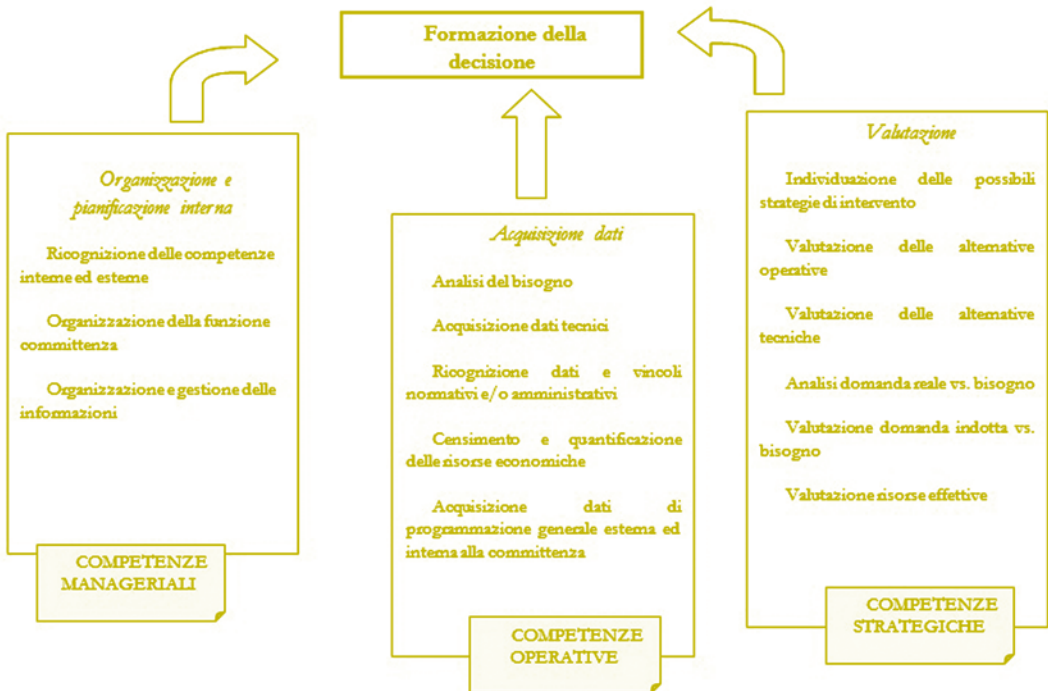 Formazione della
decisione
Organizzazione e
pianificazione interna
Ricognizione delle competenze
interne ed esterne
Organizzazione della funzione
committenza
Organizzazione e gestione delle
informazioni
COMPETENZE
MANAGERIALI
Acquisizione dati
Analisi del bisogno
Acquisizione dati tecnici
Ricognizione dati e vincoli
normativi e/o amministrativi
Censimento e quantificazione
delle risorse economiche
Acquisizione dati di
programmazione generale esterna ed
interna alla committenza
COMPETENZE
OPERATIVE
Valutazione
Individuazione delle possibili
strategie di intervento
Valutazione delle alternative
operative
Valutazione delle alternative
tecniche
Analisi domanda reale vs. bisogno
Valutazione domanda indotta vs.
bisogno
Valutazione risorse effettive
COMPETENZE
STRATEGICHE